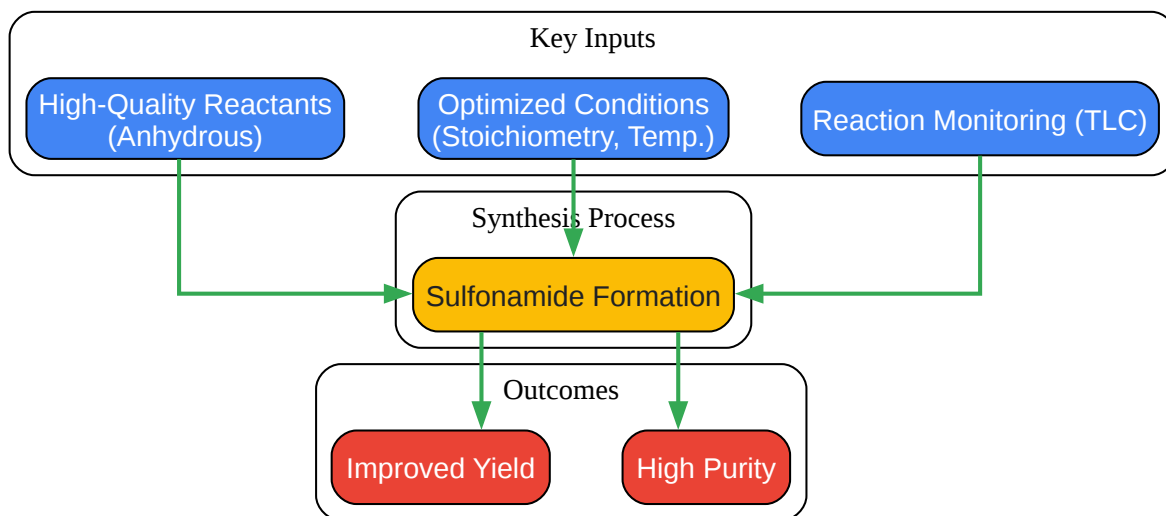 Key Inputs
High-Quality Reactants
(Anhydrous)
Optimized Conditions
(Stoichiometry, Temp.)
Reaction Monitoring (TLC)
Synthesis Process
Sulfonamide Formation
Outcomes
Improved Yield
High Purity